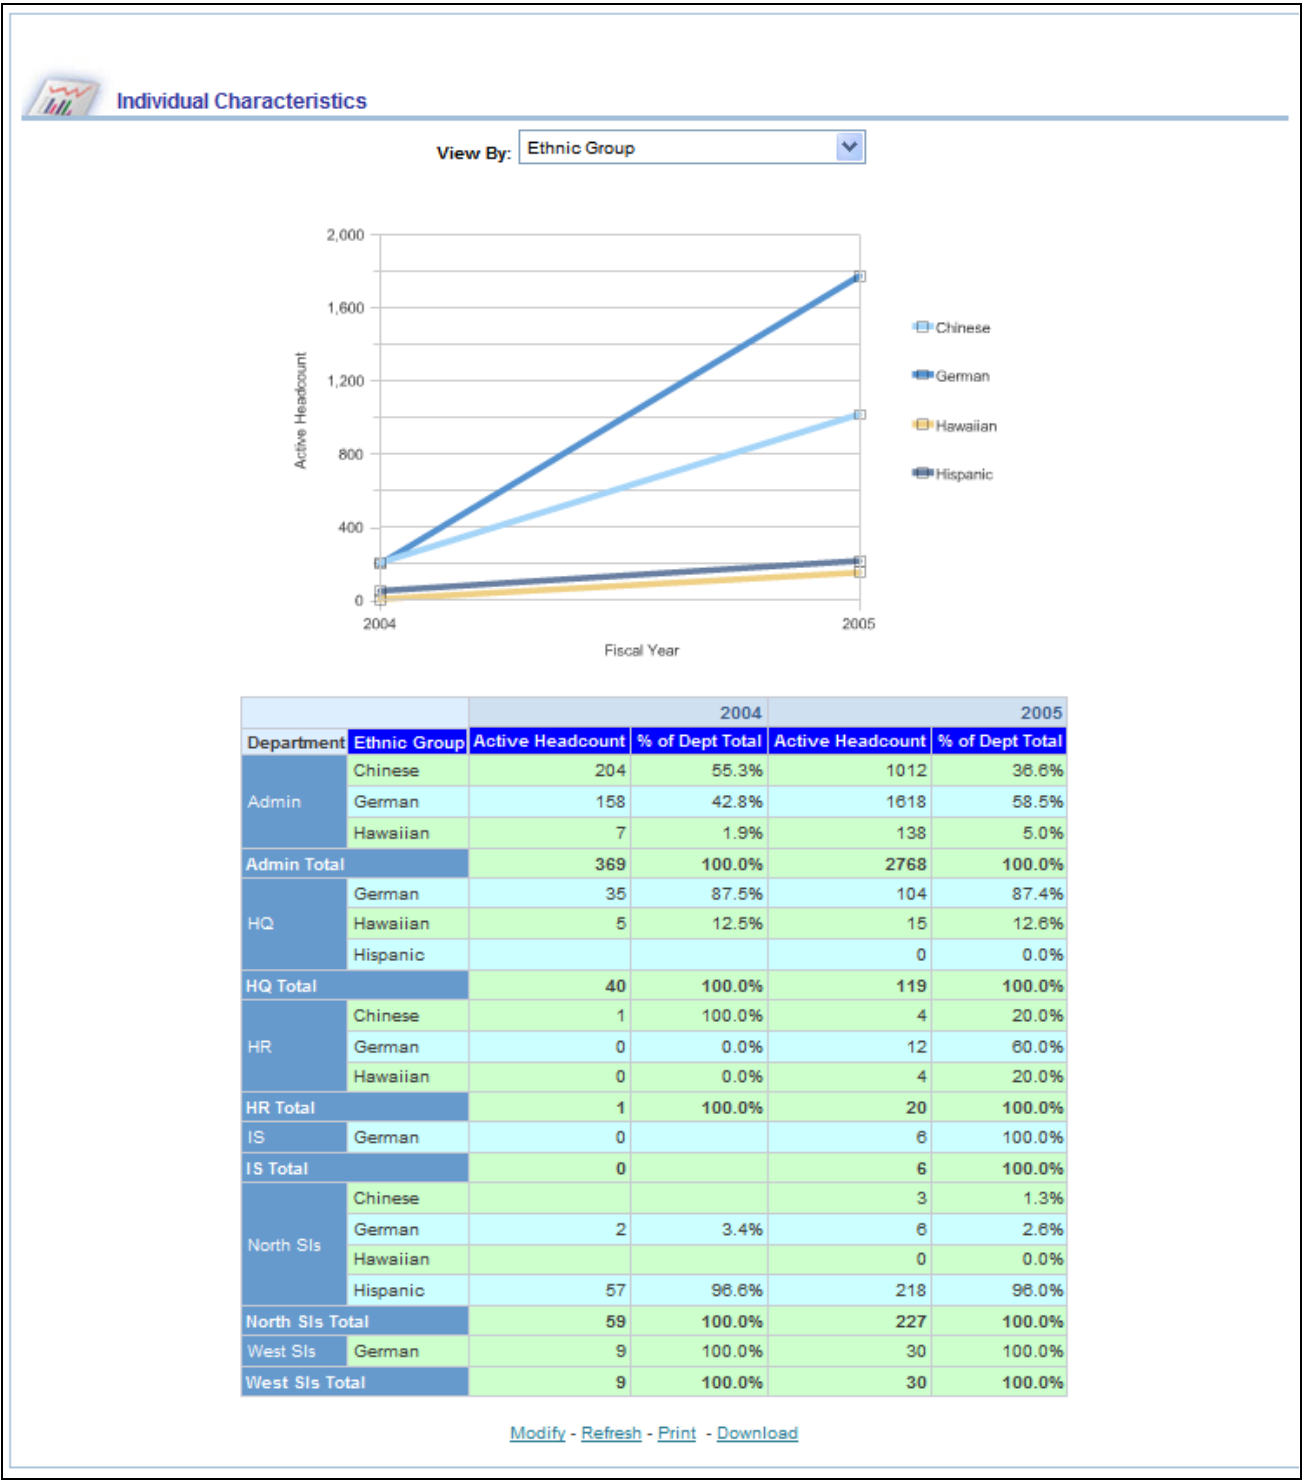 Individual Characteristics
View By: Ethnic Group
2,000
1,600
1,200
800
400
0
Active Headcount
2004 2005
Fiscal Year
Chinese
German
Hawaiian
Hispanic
2004 2005
Department Ethnic Group Active Headcount % of Dept Total Active Headcount % of Dept Total
Admin
Chinese 204 55.3% 1012 36.6%
German 158 42.8% 1618 58.5%
Hawaiian 7 1.9% 138 5.0%
Admin Total 369 100.0% 2768 100.0%
HQ
German 35 87.5% 104 87.4%
Hawaiian 5 12.5% 15 12.6%
Hispanic 0 0.0%
HQ Total 40 100.0% 119 100.0%
HR
Chinese 1 100.0% 4 20.0%
German 0 0.0% 12 60.0%
Hawaiian 0 0.0% 4 20.0%
HR Total 1 100.0% 20 100.0%
IS German 0 6 100.0%
IS Total 0 6 100.0%
North Sls
Chinese 3 1.3%
German 2 3.4% 6 2.6%
Hawaiian 0 0.0%
Hispanic 57 96.6% 218 96.0%
North Sls Total 59 100.0% 227 100.0%
West Sls German 9 100.0% 30 100.0%
West Sls Total 9 100.0% 30 100.0%
Modify - Refresh - Print - Download